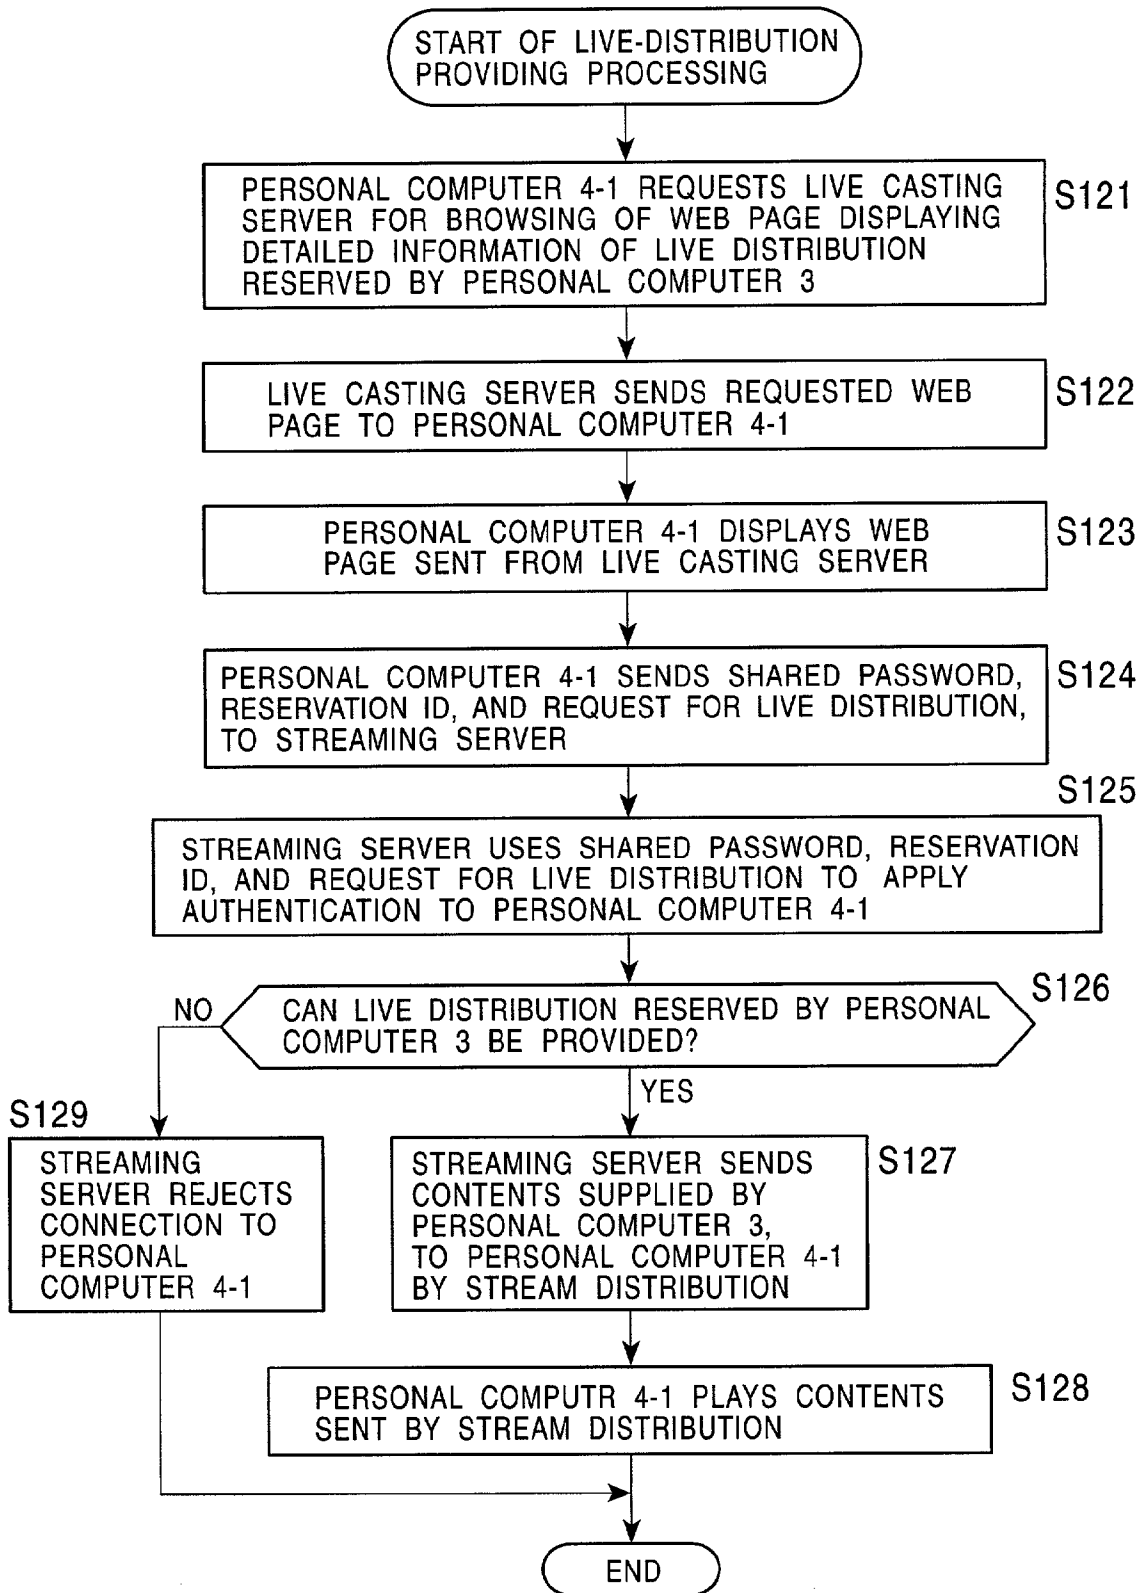 START OF LIVE-DISTRIBUTION
PROVIDING PROCESSING
PERSONAL COMPUTER 4-1 REQUESTS LIVE CASTING
SERVER FOR BROWSING OF WEB PAGE DISPLAYING
DETAILED INFORMATION OF LIVE DISTRIBUTION
RESERVED BY PERSONAL COMPUTER 3
S121
LIVE CASTING SERVER SENDS REQUESTED WEB
PAGE TO PERSONAL COMPUTER 4-1
S122
PERSONAL COMPUTER 4-1 DISPLAYS WEB
PAGE SENT FROM LIVE CASTING SERVER
S123
PERSONAL COMPUTER 4-1 SENDS SHARED PASSWORD,
RESERVATION ID, AND REQUEST FOR LIVE DISTRIBUTION,
TO STREAMING SERVER
S124
S125
STREAMING SERVER USES SHARED PASSWORD, RESERVATION
ID, AND REQUEST FOR LIVE DISTRIBUTION TO APPLY
AUTHENTICATION TO PERSONAL COMPUTER 4-1
S126
NO
CAN LIVE DISTRIBUTION RESERVED BY PERSONAL
COMPUTER 3 BE PROVIDED?
YES
S129
STREAMING
SERVER REJECTS
CONNECTION TO
PERSONAL
COMPUTER 4-1
STREAMING SERVER SENDS
CONTENTS SUPPLIED BY
PERSONAL COMPUTER 3,
TO PERSONAL COMPUTER 4-1
BY STREAM DISTRIBUTION
S127
PERSONAL COMPUTR 4-1 PLAYS CONTENTS
SENT BY STREAM DISTRIBUTION
S128
END